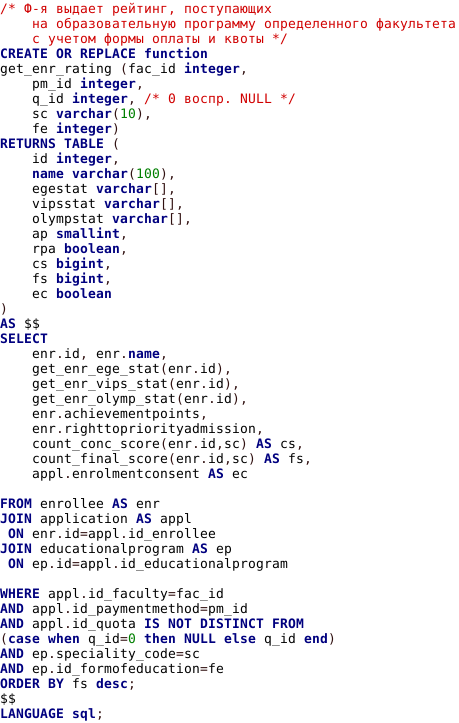 /* Ф-я выдает рейтинг, поступающих
    на образовательную программу определенного факультета
    с учетом формы оплаты и квоты */
CREATE OR REPLACE function
get_enr_rating (fac_id integer,
    pm_id integer,
    q_id integer, /* 0 воспр. NULL */
    sc varchar(10),
    fe integer)
RETURNS TABLE (
    id integer,
    name varchar(100),
    egestat varchar[],
    vipsstat varchar[],
    olympstat varchar[],
    ap smallint,
    rpa boolean,
    cs bigint,
    fs bigint,
    ec boolean
)
AS $$
SELECT
    enr.id, enr.name,
    get_enr_ege_stat(enr.id),
    get_enr_vips_stat(enr.id),
    get_enr_olymp_stat(enr.id),
    enr.achievementpoints,
    enr.righttopriorityadmission,
    count_conc_score(enr.id,sc) AS cs,
    count_final_score(enr.id,sc) AS fs,
    appl.enrolmentconsent AS ec

FROM enrollee AS enr
JOIN application AS appl
 ON enr.id=appl.id_enrollee
JOIN educationalprogram AS ep
 ON ep.id=appl.id_educationalprogram

WHERE appl.id_faculty=fac_id
AND appl.id_paymentmethod=pm_id
AND appl.id_quota IS NOT DISTINCT FROM
(case when q_id=0 then NULL else q_id end)
AND ep.speciality_code=sc
AND ep.id_formofeducation=fe
ORDER BY fs desc;
$$
LANGUAGE sql;